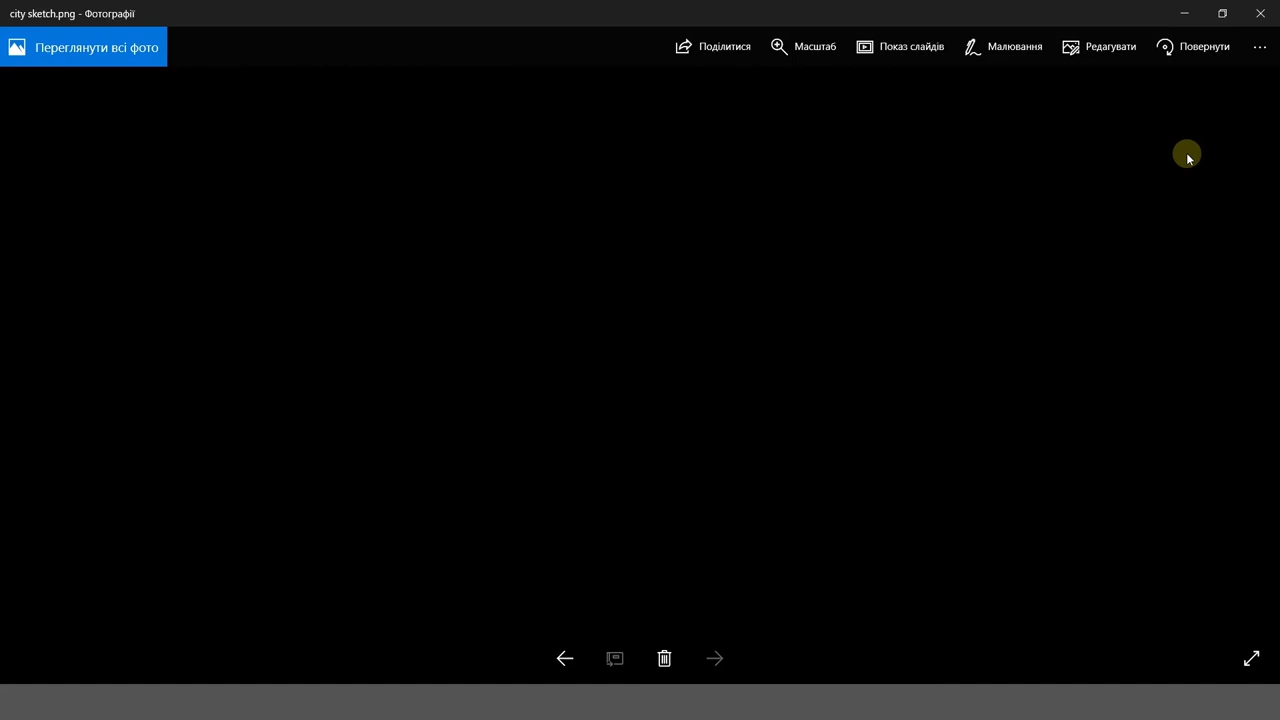 city sketch.png - Фотографії
Переглянути всі фото
Поділитися
Масштаб
Показ слайдів
Малювання
Редагувати
Повернути